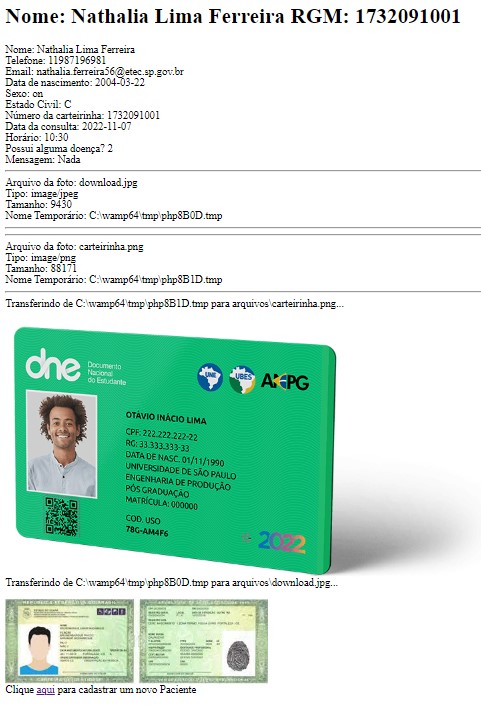 Nome: Nathalia Lima Ferreira RGM: 1732091001
Nome: Nathalia Lima Ferreira
Telefone: 11987196981
Email: nathalia.ferreira56@etec.sp.gov.br
Data de nascimento: 2004-03-22
Sexo: on
Estado Civil: C
Número da carteirinha: 1732091001
Data da consulta: 2022-11-07
Horário: 10:30
Possui alguma doença? 2
Mensagem: Nada
Arquivo da foto: download.jpg
Tipo: image/jpeg
Tamanho: 9430
Nome Temporário: C:\wamp64\tmp\php8B0D.tmp
Arquivo da foto: carteirinha.png
Tipo: image/png
Tamanho: 88171
Nome Temporário: C:\wamp64\tmp\php8B1D.tmp
Transferindo de C:\wamp64\tmp\php8B1D.tmp para arquivos\carteirinha.png...
dne Documento
Nacional
do Estudante
UNE UBES ANPG
OTÁVIO INÁCIO LIMA
CPF: 222.222.222-22
RG: 33.333.333-33
DATA DE NASC. 01/11/1990
UNIVERSIDADE DE SÃO PAULO
ENGENHARIA DE PRODUÇÃO
PÓS GRADUAÇÃO
MATRÍCULA: 000000
COD. USO
78G-AM4F6
2022
Transferindo de C:\wamp64\tmp\php8B0D.tmp para arquivos\download.jpg...
Clique aqui para cadastrar um novo Paciente